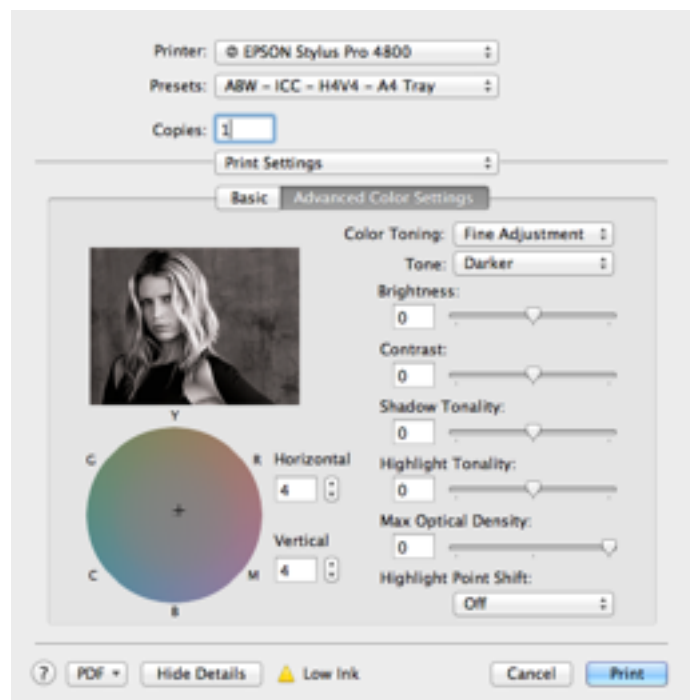 Printer: EPSON Stylus Pro 4800
Presets: ABW - ICC - H4V4 - A4 Tray
Copies: 1
Print Settings
Basic Advanced Color Settings
Color Toning: Fine Adjustment
Tone: Darker
Brightness:
0
Contrast:
0
Shadow Tonality:
0
Y
G R Horizontal Highlight Tonality:
4 0
Max Optical Density:
Vertical 0
C M 4 Highlight Point Shift:
B Off
? PDF Hide Details Low Ink Cancel Print